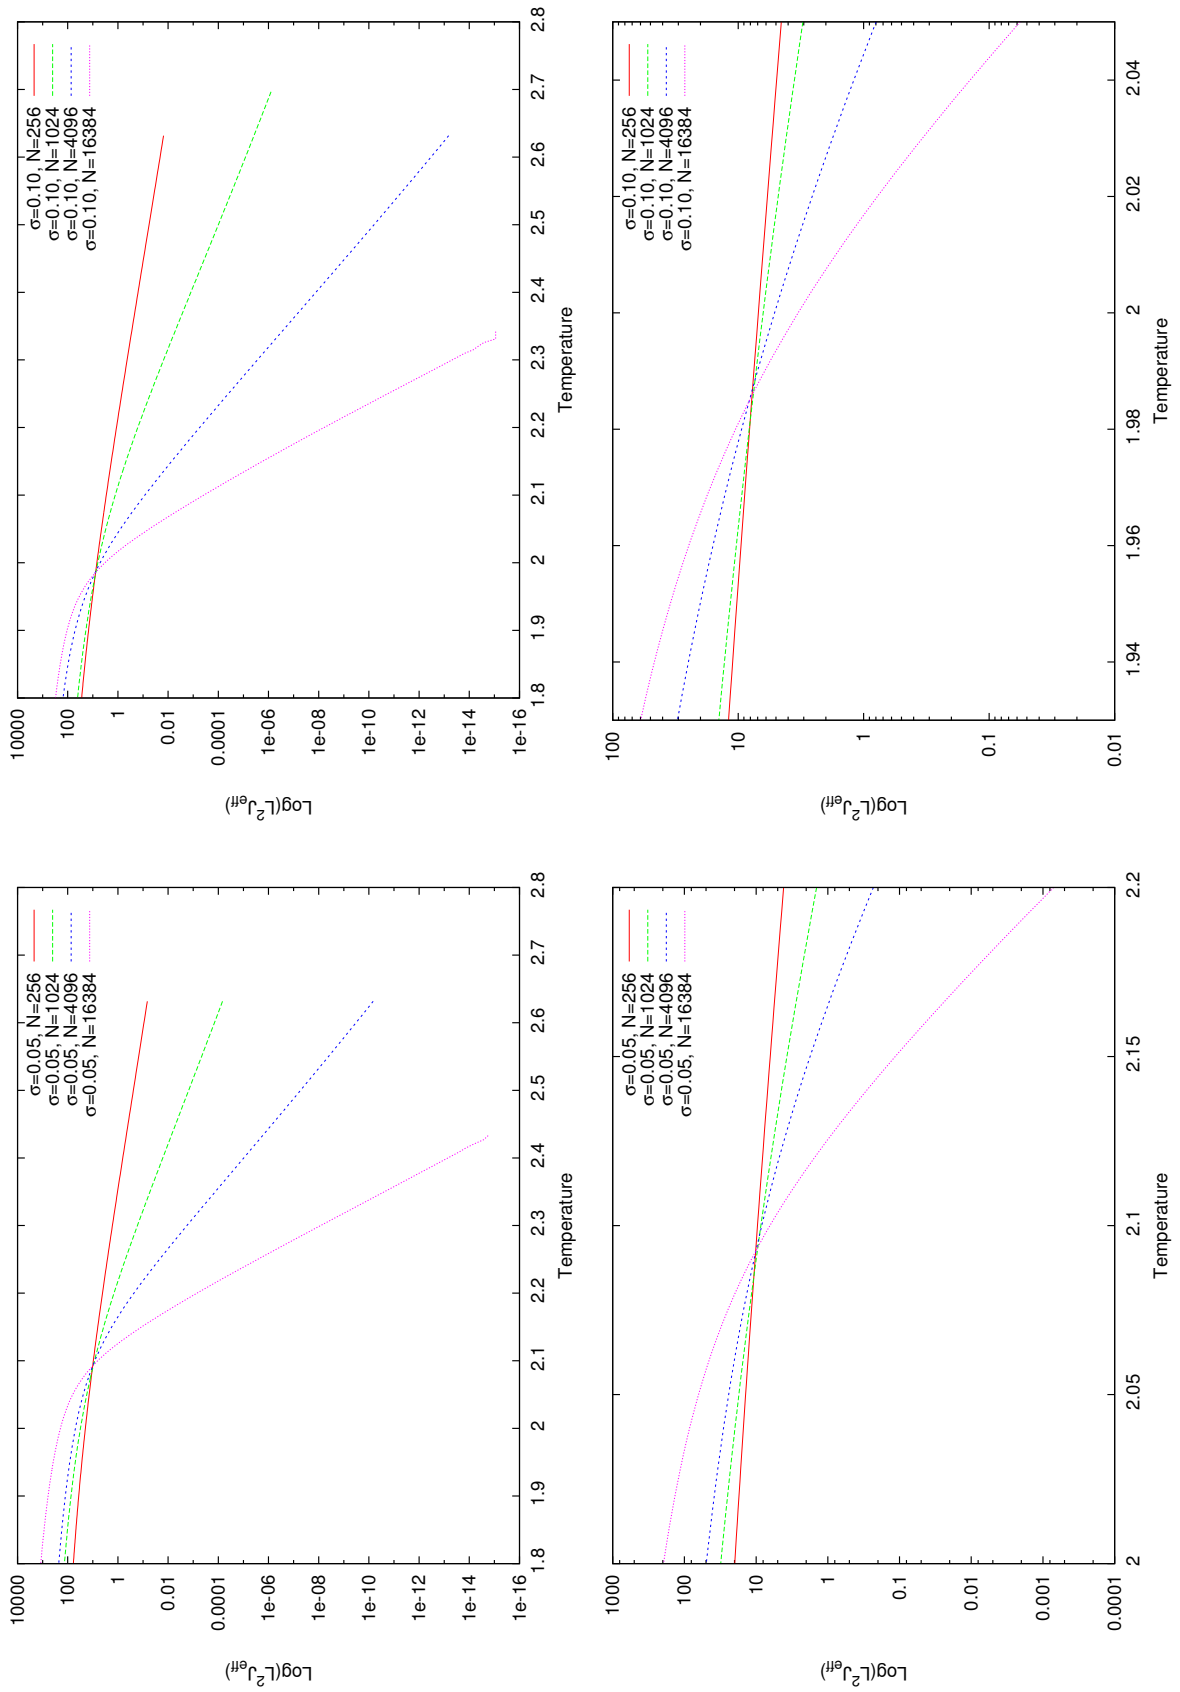 Log(L²J_eff)
10000
100
1
0.01
0.0001
1e-06
1e-08
1e-10
1e-12
1e-14
1e-16
1.8
1.9
2
2.1
2.2
2.3
2.4
2.5
2.6
2.7
2.8
Temperature
σ=0.05, N=256
σ=0.05, N=1024
σ=0.05, N=4096
σ=0.05, N=16384
Log(L²J_eff)
10000
100
1
0.01
0.0001
1e-06
1e-08
1e-10
1e-12
1e-14
1e-16
1.8
1.9
2
2.1
2.2
2.3
2.4
2.5
2.6
2.7
2.8
Temperature
σ=0.10, N=256
σ=0.10, N=1024
σ=0.10, N=4096
σ=0.10, N=16384
Log(L²J_eff)
1000
100
10
1
0.1
0.01
0.001
0.0001
2
2.05
2.1
2.15
2.2
Temperature
σ=0.05, N=256
σ=0.05, N=1024
σ=0.05, N=4096
σ=0.05, N=16384
Log(L²J_eff)
100
10
1
0.1
0.01
1.94
1.96
1.98
2
2.02
2.04
Temperature
σ=0.10, N=256
σ=0.10, N=1024
σ=0.10, N=4096
σ=0.10, N=16384